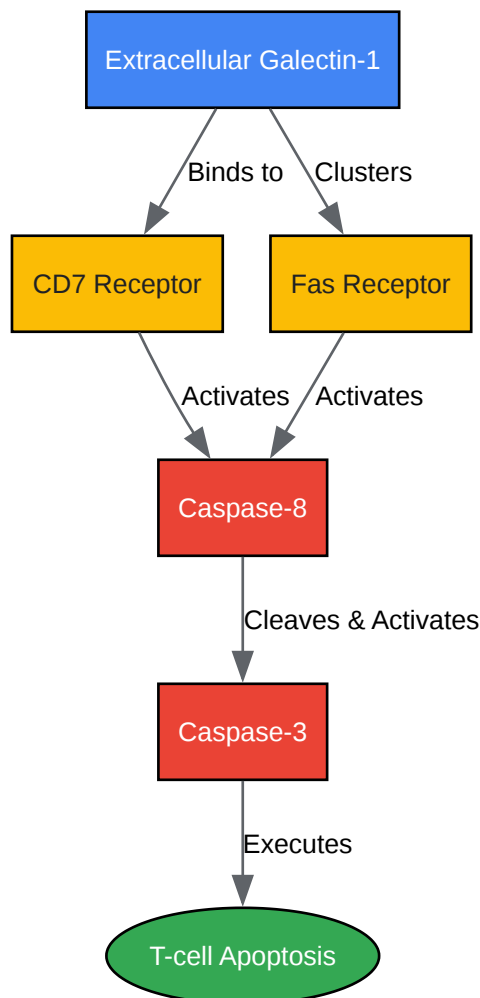 Extracellular Galectin-1
Binds to
Clusters
CD7 Receptor
Fas Receptor
Activates
Activates
Caspase-8
Cleaves & Activates
Caspase-3
Executes
T-cell Apoptosis